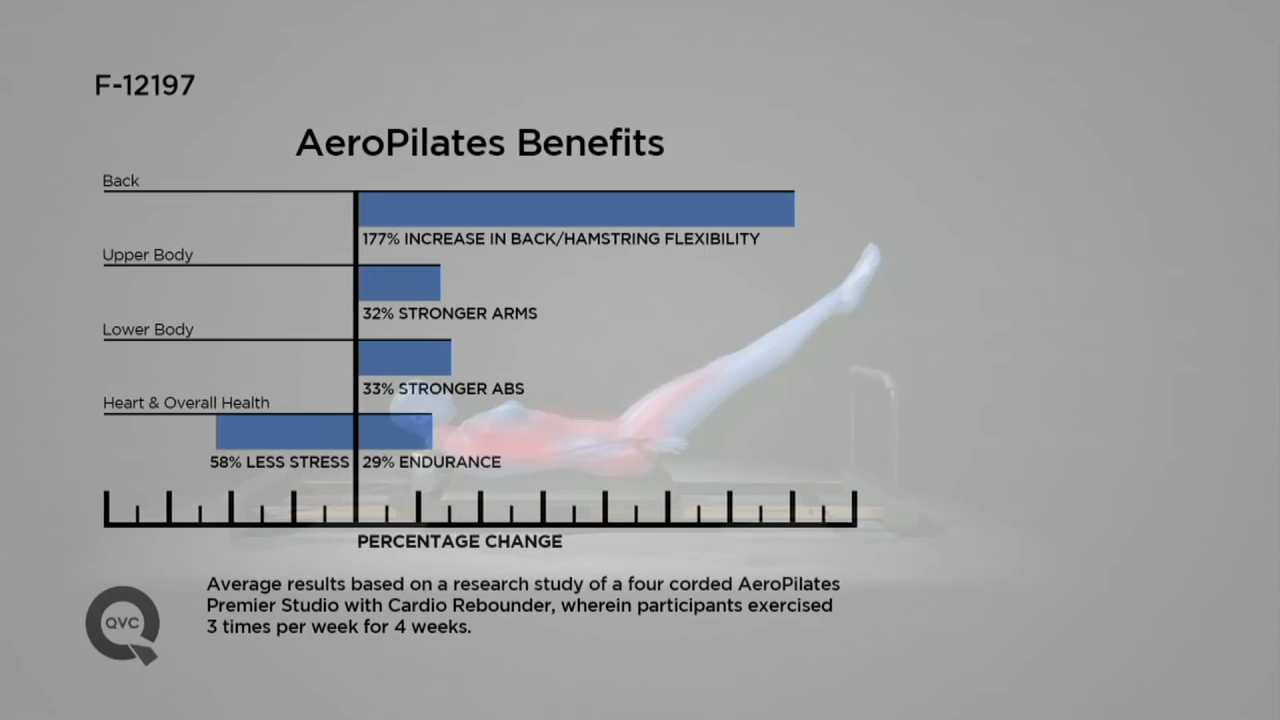 F-12197
AeroPilates Benefits
Back
177% INCREASE IN BACK/HAMSTRING FLEXIBILITY
Upper Body
32% STRONGER ARMS
Lower Body
33% STRONGER ABS
Heart & Overall Health
58% LESS STRESS 29% ENDURANCE
PERCENTAGE CHANGE
Average results based on a research study of a four corded AeroPilates
Premier Studio with Cardio Rebounder, wherein participants exercised
3 times per week for 4 weeks.
QVC